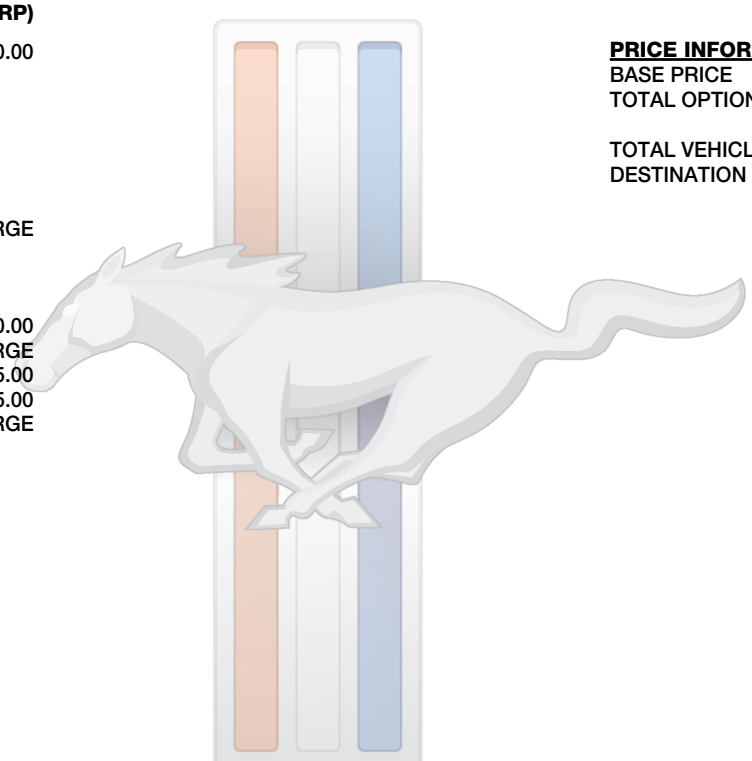 RP)
0.00
RGE
0.00
RGE
5.00
5.00
RGE
PRICE INFOR
BASE PRICE
TOTAL OPTION
TOTAL VEHICL
DESTINATION